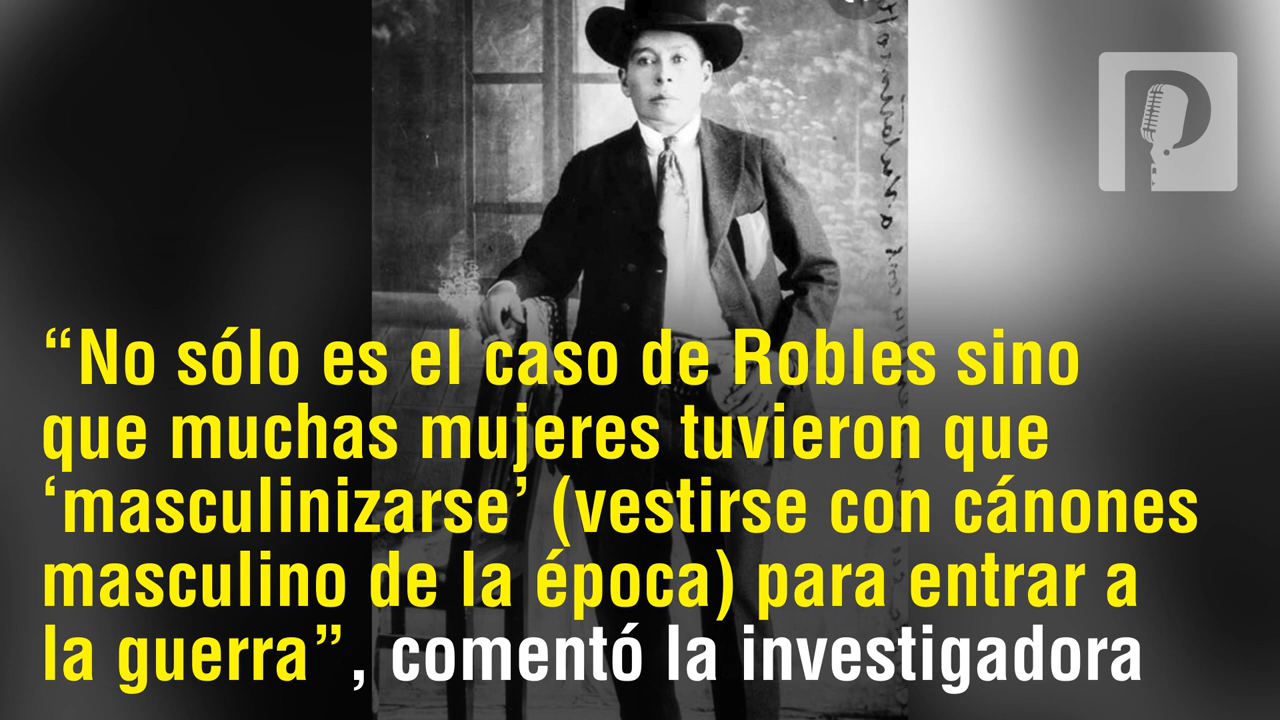 “No sólo es el caso de Robles sino
que muchas mujeres tuvieron que
‘masculinizarse’ (vestirse con cánones
masculino de la época) para entrar a
la guerra”, comentó la investigadora